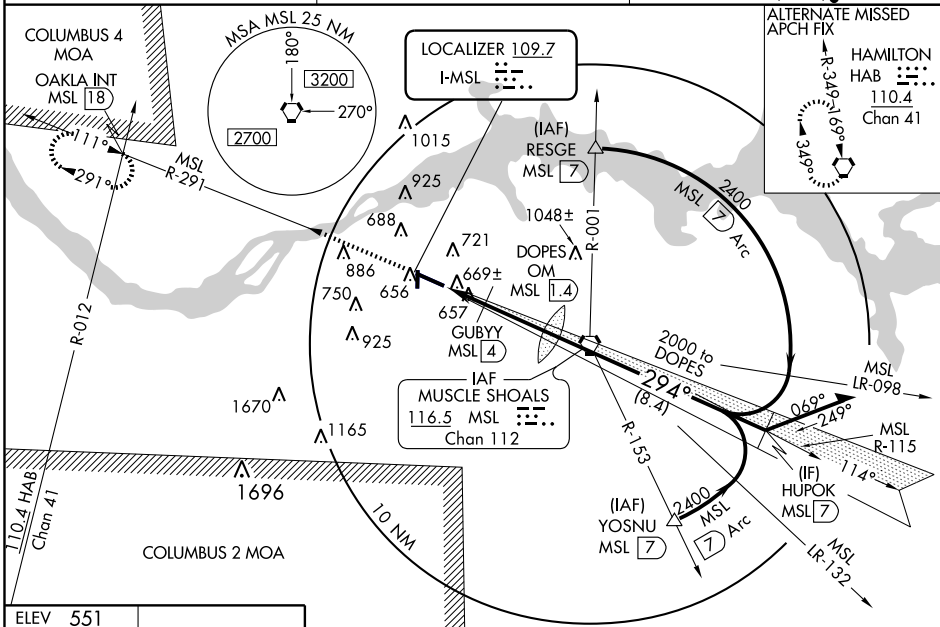 COLUMBUS 4
MOA
OAKLA INT
MSL 18
MSA MSL 25 NM
180°
3200
270°
2700
LOCALIZER 109.7
I-MSL
ALTERNATE MISSED
APCH FIX
R-349
169°
349°
HAMILTON
HAB
110.4
Chan 41
111°
291°
MSL
R-291
1015
925
688
886
656
721
669±
657
750
925
1048±
(IAF)
RESGE
MSL 7
R-001
2400
MSL 7 Arc
DOPES
OM
MSL 1.4
GUBYY
MSL 4
IAF
MUSCLE SHOALS
116.5 MSL
Chan 112
2000 to
DOPES
294°
(8.4)
MSL
LR-098
069°
249°
MSL
R-115
114°
(IF)
HUPOK
MSL 7
R-153
(IAF)
YOSNU
MSL 7
2400
MSL
7 Arc
MSL
LR-132
R-012
1670
1165
1696
10 NM
110.4 HAB
Chan 41
COLUMBUS 2 MOA
ELEV 551